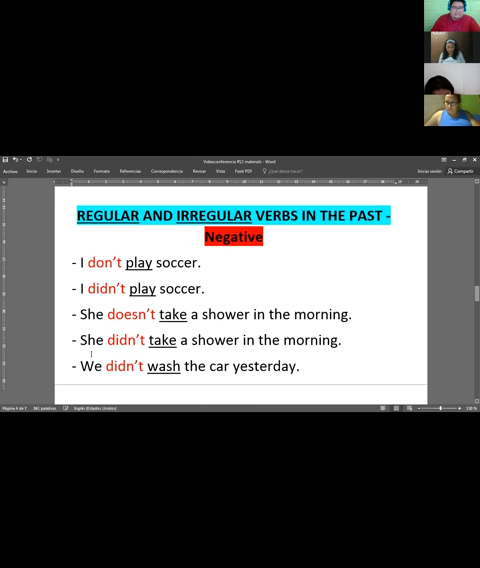 Videoconferencia #12 materials - Word
Archivo Inicio Insertar Diseño Formato Referencias Correspondencia Revisar Vista Foxit PDF ¿Qué desea hacer? Iniciar sesión Compartir
REGULAR AND IRREGULAR VERBS IN THE PAST -
Negative
- I don't play soccer.
- I didn't play soccer.
- She doesn't take a shower in the morning.
- She didn't take a shower in the morning.
- We didn't wash the car yesterday.
Página 4 de 7 561 palabras Inglés (Estados Unidos) 130 %